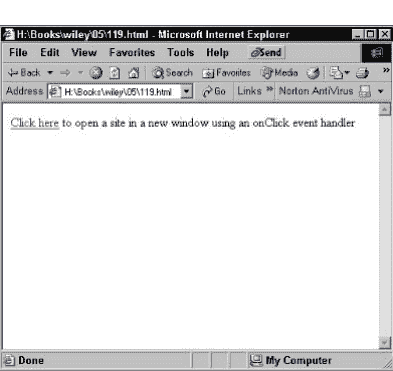 H:\Books\wiley\05\119.html - Microsoft Internet Explorer
File Edit View Favorites Tools Help Send
Back Search Favorites Media »
Address H:\Books\wiley\05\119.html Go Links » Norton AntiVirus
Click here to open a site in a new window using an onClick event handler
Done My Computer